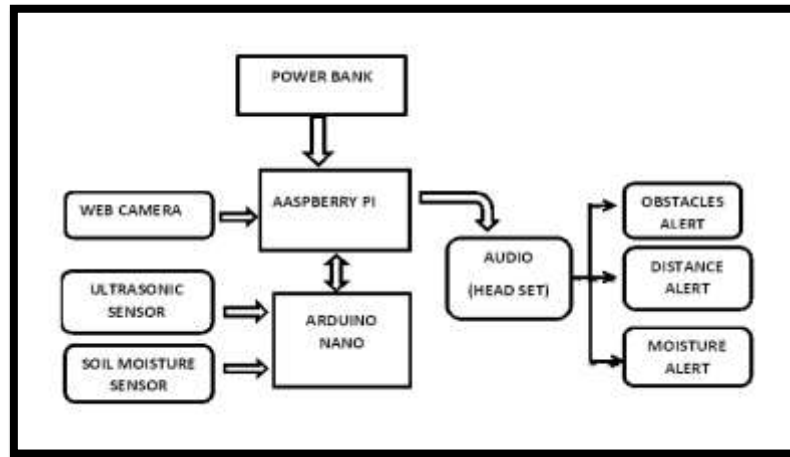 POWER BANK
WEB CAMERA
AASPBERRY PI
ULTRASONIC
SENSOR
SOIL MOISTURE
SENSOR
ARDUINO
NANO
AUDIO
(HEAD SET)
OBSTACLES
ALERT
DISTANCE
ALERT
MOISTURE
ALERT